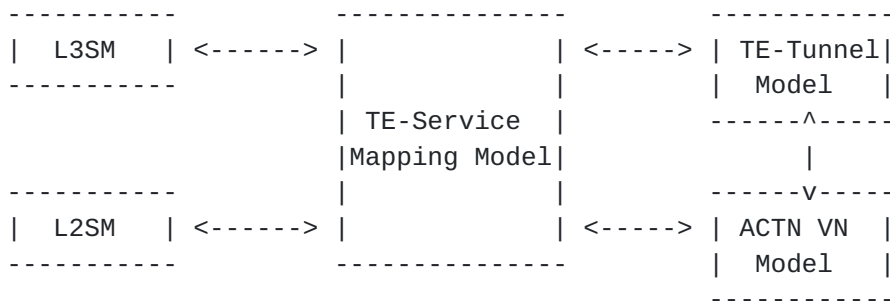 -----------          ---------------         ------------
|  L3SM   | <------> |             | <-----> | TE-Tunnel|
-----------          |             |         |  Model   |
                     | TE-Service  |         ------^-----
                     |Mapping Model|               |
-----------          |             |         ------v-----
|  L2SM   | <------> |             | <-----> | ACTN VN  |
-----------          ---------------         |  Model   |
                                             ------------